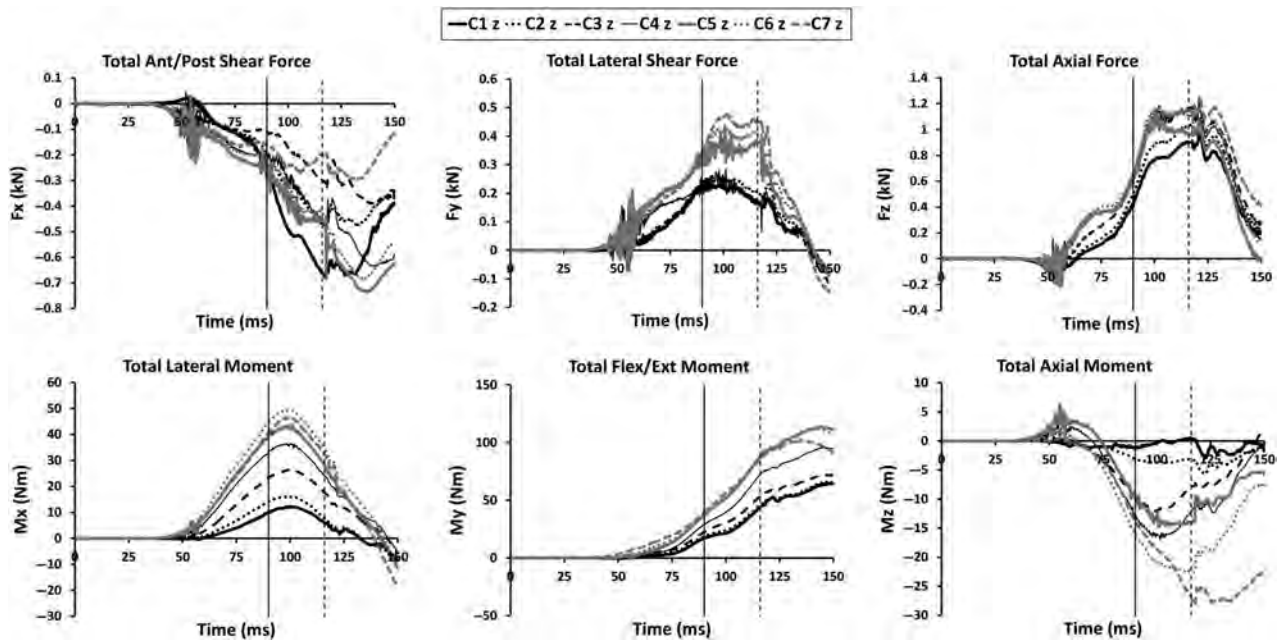 C1 z C2 z C3 z C4 z C5 z C6 z C7 z
Total Ant/Post Shear Force
Fx (kN)
0.1
0
−0.1
−0.2
−0.3
−0.4
−0.5
−0.6
−0.7
−0.8
0 25 50 75 100 125 150
Time (ms)
Total Lateral Shear Force
Fy (kN)
0.6
0.5
0.4
0.3
0.2
0.1
0
−0.1
0.2
0 25 50 75 100 125 150
Time (ms)
Total Axial Force
Fz (kN)
1.4
1.2
1
0.8
0.6
0.4
0.2
0
−0.2
−0.4
0 25 50 75 100 125 150
Time (ms)
Total Lateral Moment
Mx (Nm)
60
50
40
30
20
10
0
−10
−20
−30
0 25 50 75 100 125 150
Time (ms)
Total Flex/Ext Moment
My (Nm)
150
100
50
0
−50
0 25 50 75 100 125 150
Time (ms)
Total Axial Moment
Mz (Nm)
10
5
0
−5
−10
−15
−20
−25
−30
0 25 50 75 100 125 150
Time (ms)